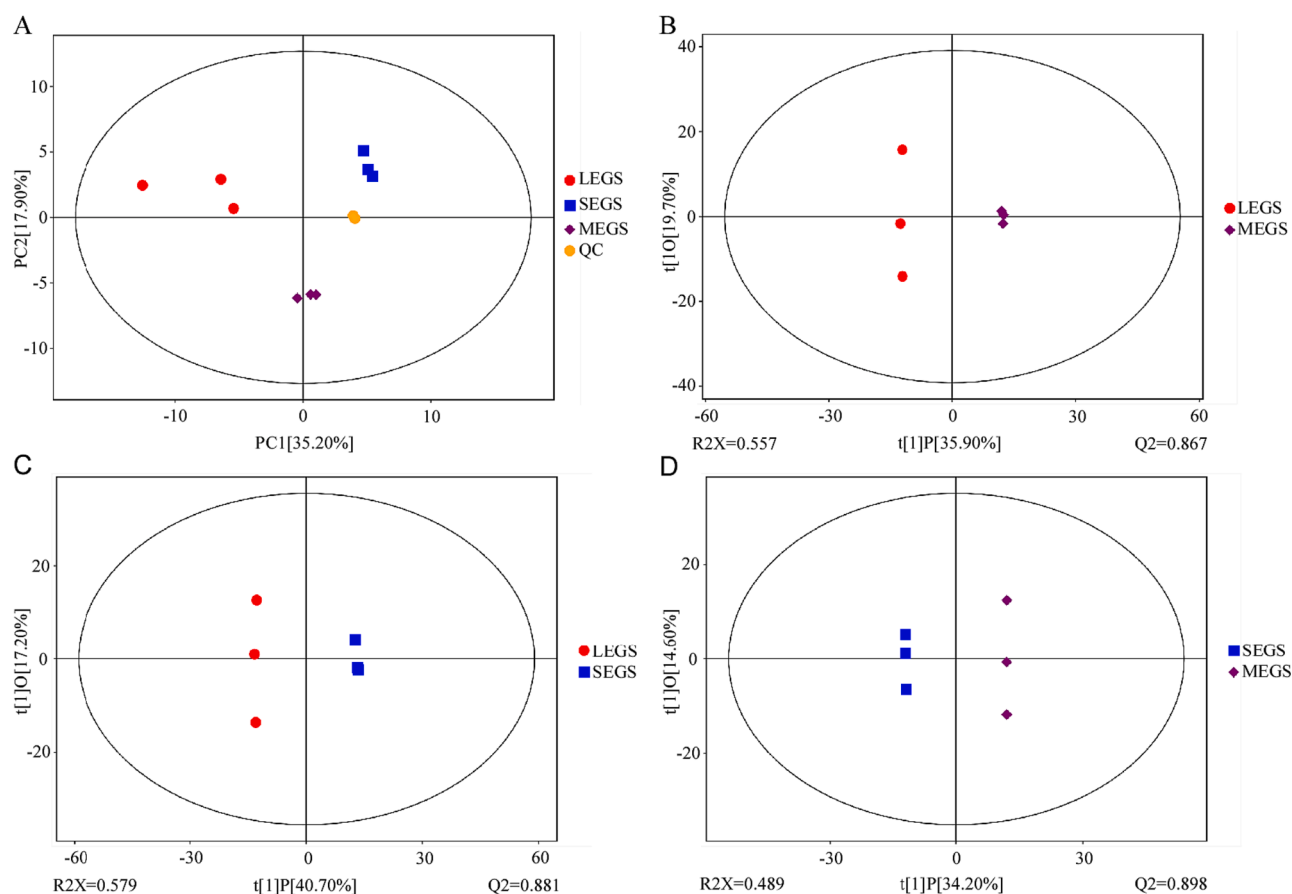 A
10
5
0
-5
-10
PC2[17.90%]
-10
0
10
PC1[35.20%]
LEGS
SEGS
MEGS
QC
B
40
20
0
-20
-40
t[1O[19.70%]
-60
-30
0
30
60
R2X=0.557
t[1]P[35.90%]
Q2=0.867
LEGS
MEGS
C
20
0
-20
t[1]O[17.20%]
-60
-30
0
30
60
R2X=0.579
t[1]P[40.70%]
Q2=0.881
LEGS
SEGS
D
20
0
-20
t[1]O[14.60%]
-30
0
30
R2X=0.489
t[1]P[34.20%]
Q2=0.898
SEGS
MEGS